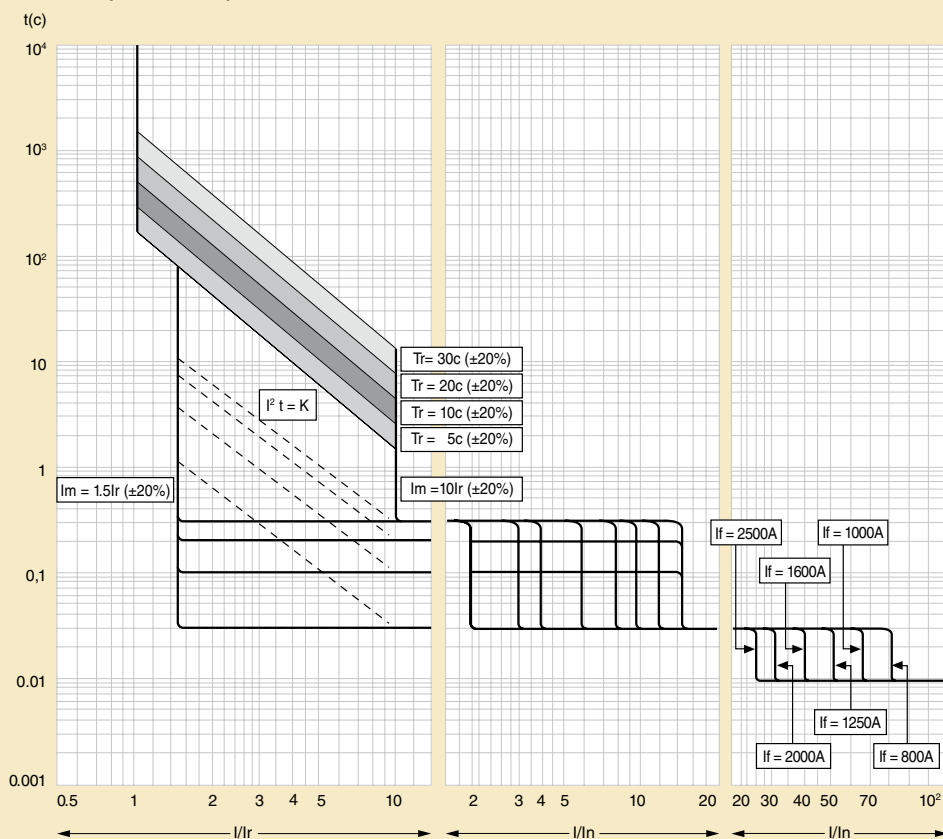 t(c)
10⁴
10³
10²
10
1
0,1
0.01
0.001
Tr= 30c (±20%)
Tr = 20c (±20%)
Tr = 10c (±20%)
Tr = 5c (±20%)
I² t = K
Im = 1.5Ir (±20%)
Im =10Ir (±20%)
If = 2500A
If = 1000A
If = 1600A
If = 1250A
If = 2000A
If = 800A
0.5 1 2 3 4 5 10
2 3 4 5 10 20
20 30 40 50 70 10²
I/Ir
I/In
I/In